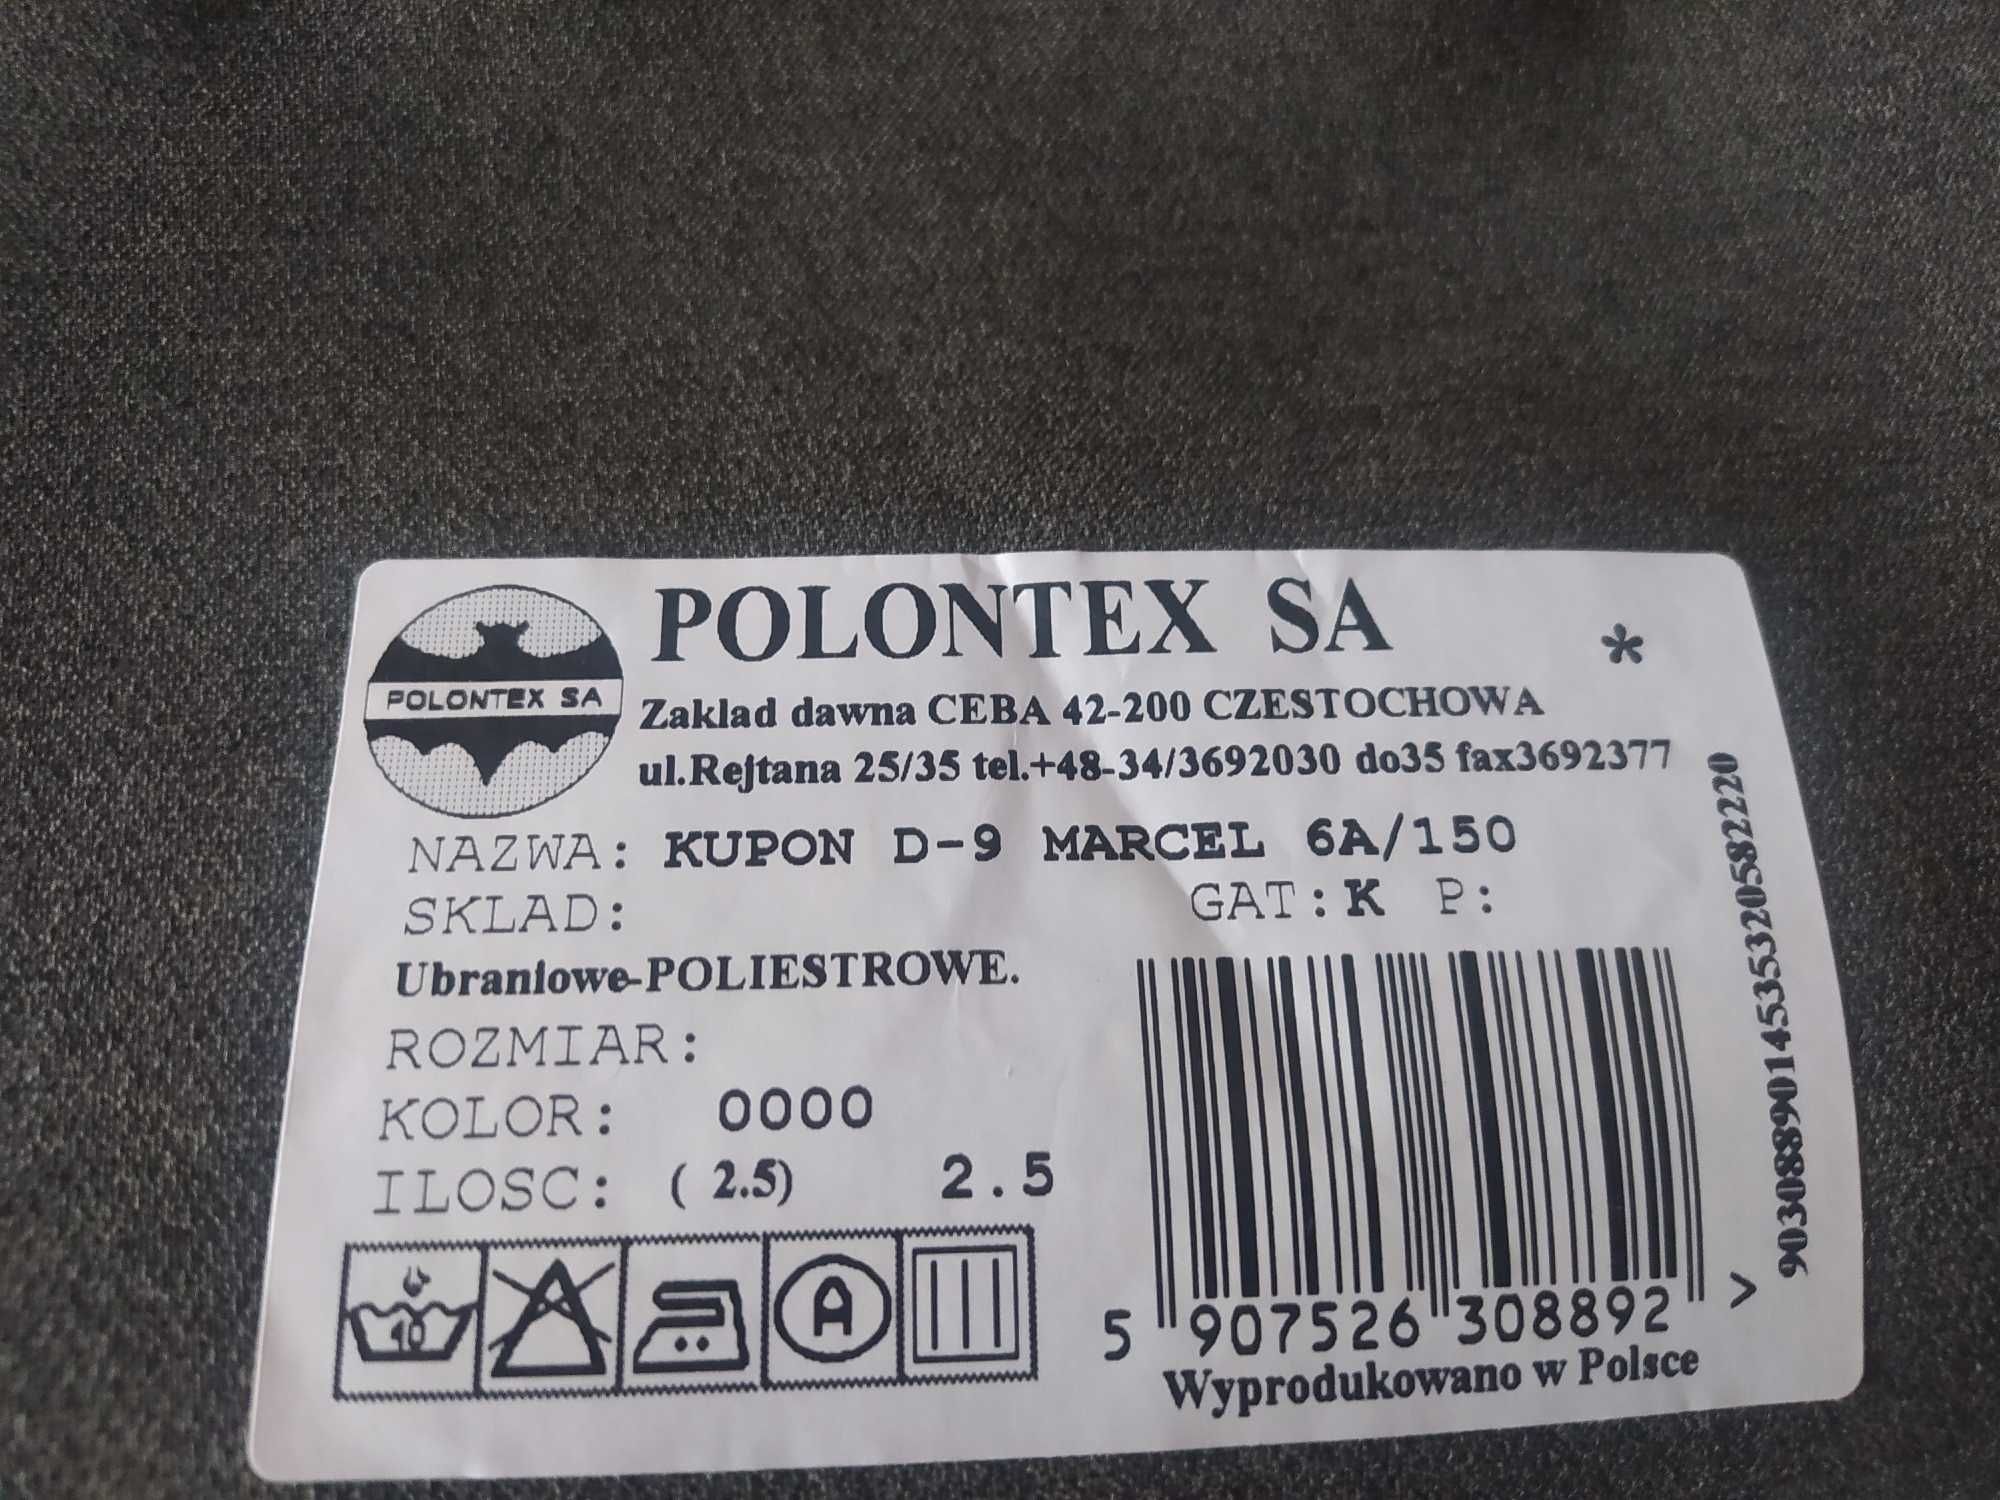 POLONTEX SA
POLONTEX SA
*
Zaklad dawna CEBA 42-200 CZESTOCHOWA
ul.Rejtana 25/35 tel.+48-34/3692030 do35 fax3692377
NAZWA: KUPON D-9 MARCEL 6A/150
SKLAD:
GAT:K P:
Ubraniowe-POLIESTROWE.
ROZMIAR:
KOLOR: 0000
ILOSC: (2.5) 2.5
40
A
5 907526 308892 >
Wyprodukowano w Polsce
9030889014535320582220